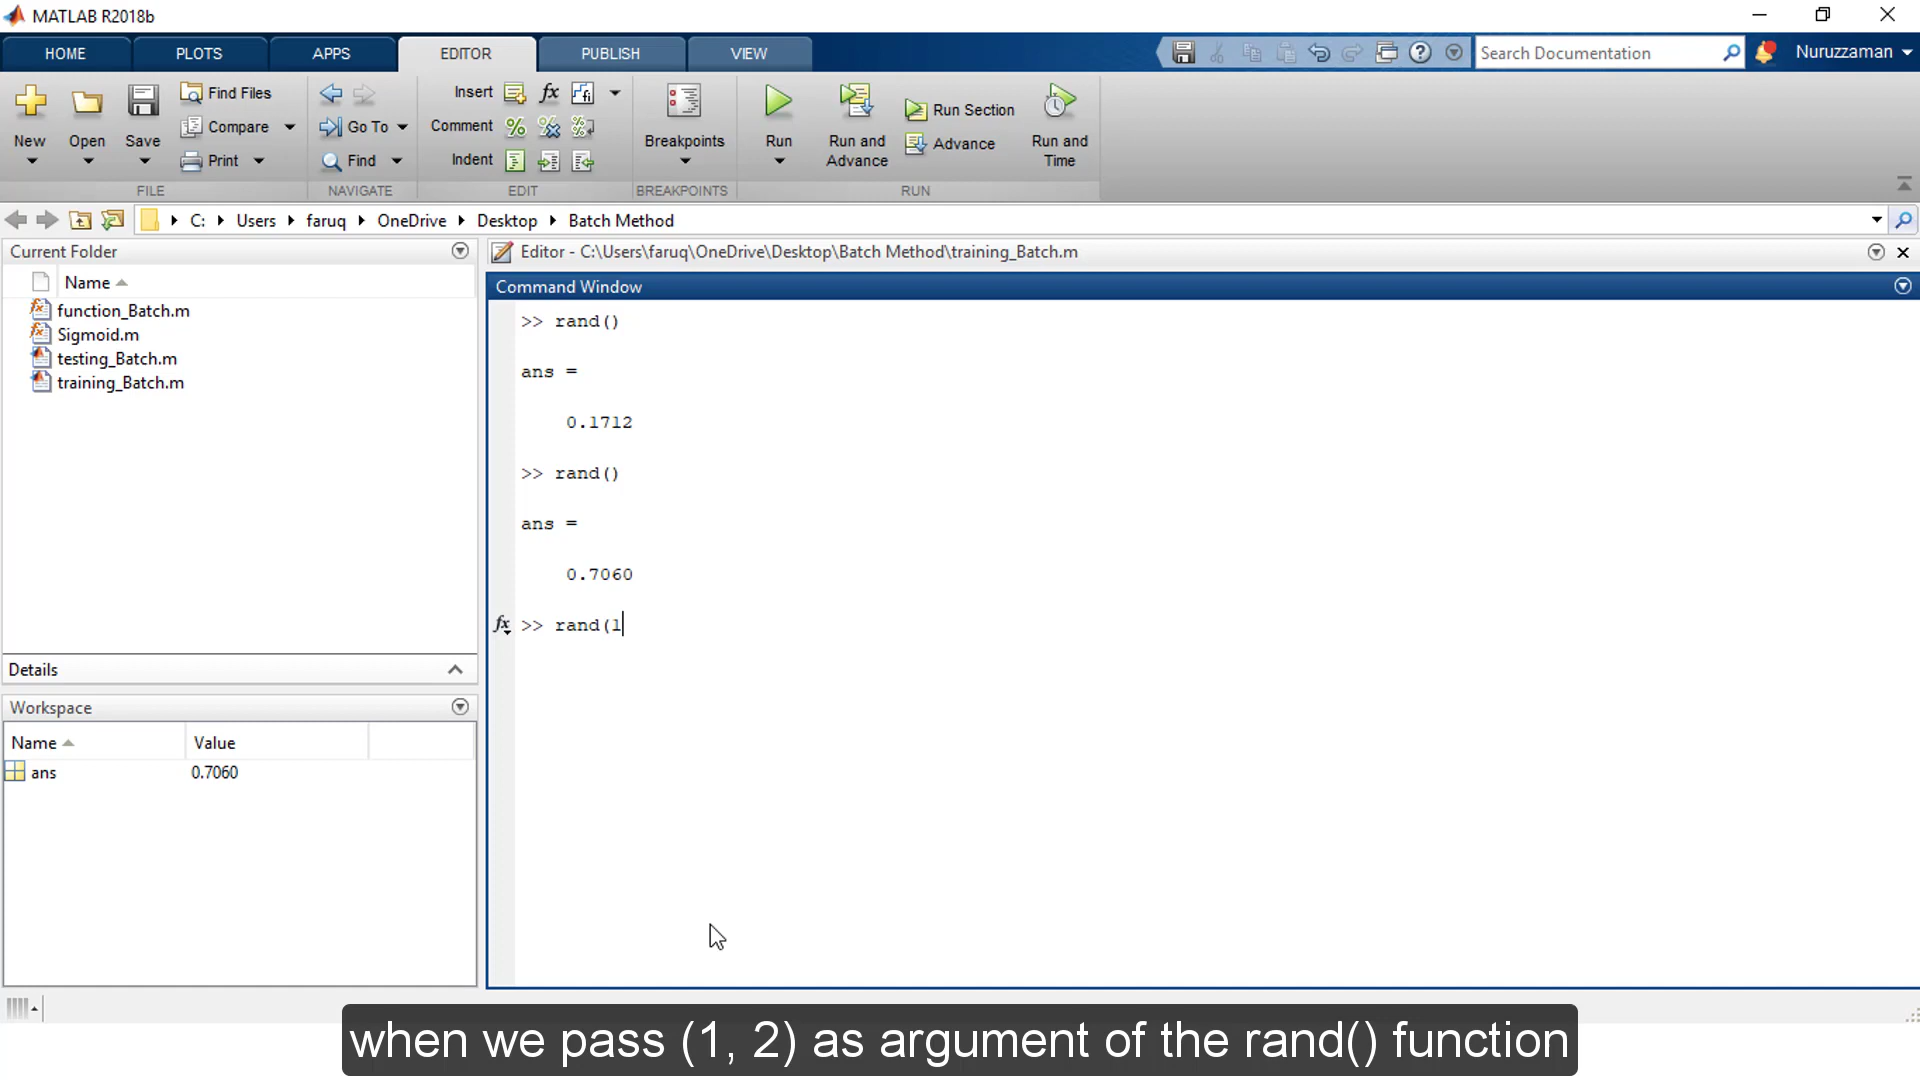 MATLAB R2018b
HOME PLOTS APPS EDITOR PUBLISH VIEW Search Documentation Nuruzzaman
New Open Save Find Files Compare Print
Go To Find
Insert fx Comment Indent
Breakpoints Run Run and Advance Run Section Advance Run and Time
FILE NAVIGATE EDIT BREAKPOINTS RUN
C: Users faruq OneDrive Desktop Batch Method
Current Folder
Editor - C:\Users\faruq\OneDrive\Desktop\Batch Method\training_Batch.m
Name
function_Batch.m
Sigmoid.m
testing_Batch.m
training_Batch.m
Details
Workspace
Name Value
ans 0.7060
Command Window
>> rand()
ans =
0.1712
>> rand()
ans =
0.7060
fx >> rand(1
when we pass (1, 2) as argument of the rand() function